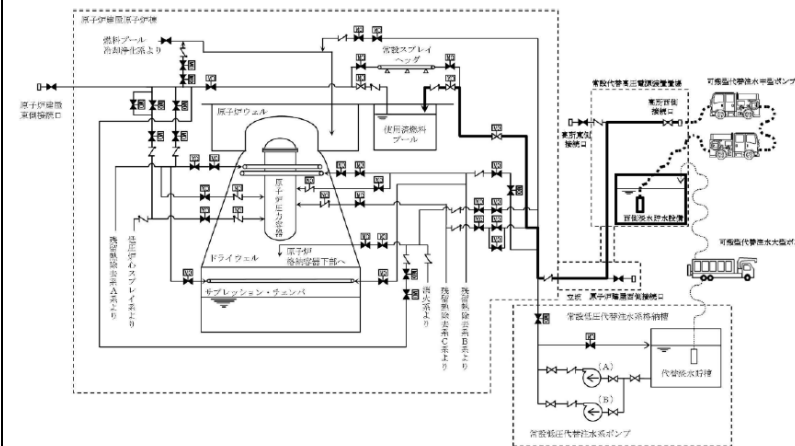 原子炉建屋原子炉棟
燃料プール
冷却浄化系より
常設スプレイ
ヘッダ
常設代替高圧電源装置置場
可搬型代替注水中型ポンプ
原子炉建屋
東側接続口
原子炉ウェル
使用済燃料
プール
高所東側
接続口
高所西側
接続口
西側淡水貯水設備
原子炉圧力容器
可搬型代替注水大型ポンプ
ドライウェル
原子炉
格納容器下部へ
サプレッション・チェンバ
残留熱除去系A系より
低圧炉心スプレイ系より
消火系より
残留熱除去系C系より
残留熱除去系B系より
原子炉建屋西側接続口
常設低圧代替注水系格納槽
代替淡水貯槽
(A)
(B)
常設低圧代替注水系ポンプ